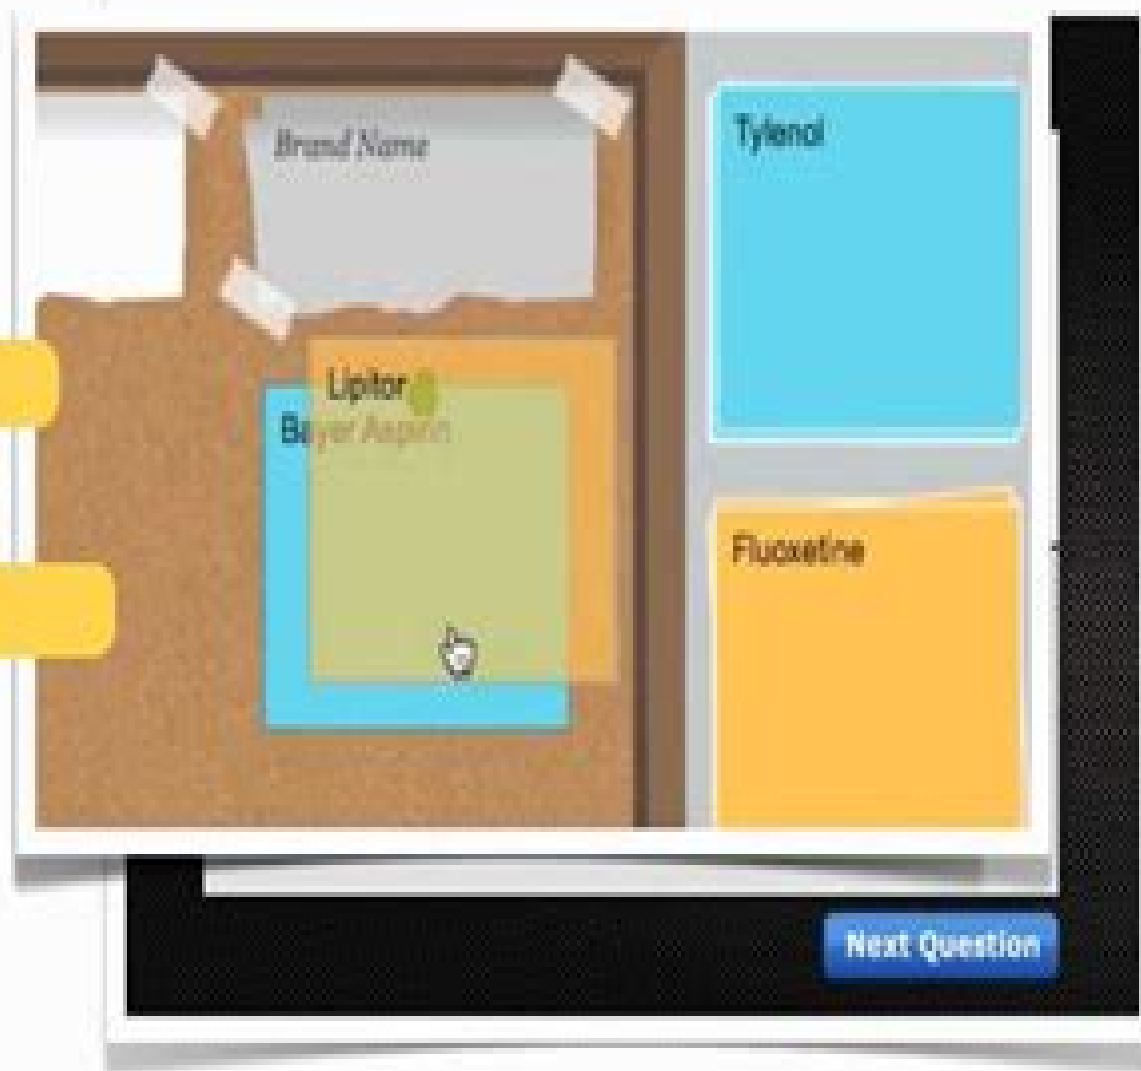 Brand Name
Tylenol
Lipitor
Bayer Aspirin
Fluoxetine
Next Question